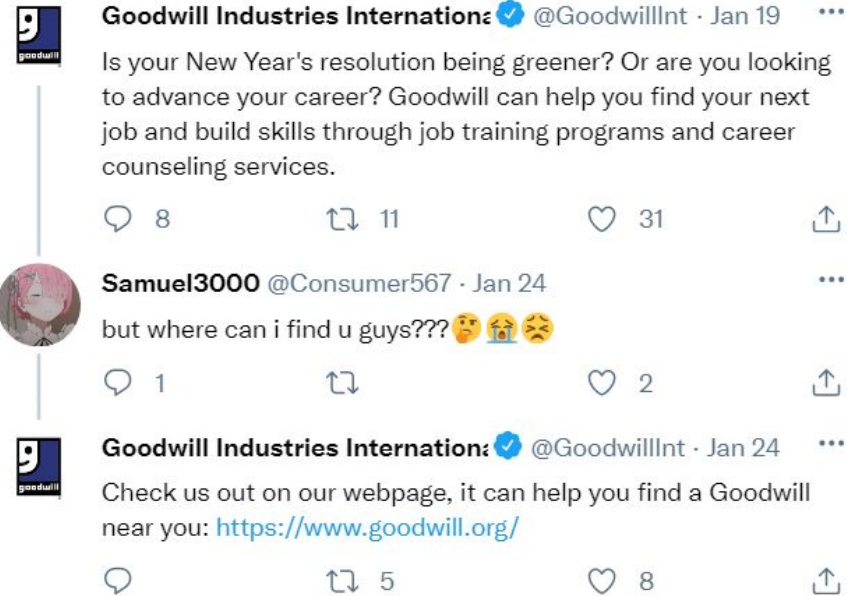 Goodwill Industries Internationa @GoodwillInt · Jan 19
Is your New Year's resolution being greener? Or are you looking
to advance your career? Goodwill can help you find your next
job and build skills through job training programs and career
counseling services.
8 11 31
Samuel3000 @Consumer567 · Jan 24
but where can i find u guys???🤔😭😣
1 2
Goodwill Industries Internationa @GoodwillInt · Jan 24
Check us out on our webpage, it can help you find a Goodwill
near you: https://www.goodwill.org/
5 8
goodwill
goodwill